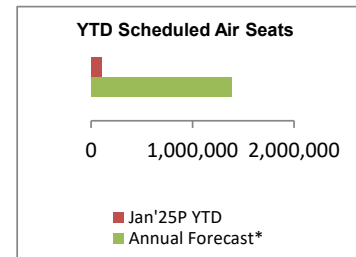 YTD Scheduled Air Seats
0 1,000,000 2,000,000
Jan'25P YTD
Annual Forecast*